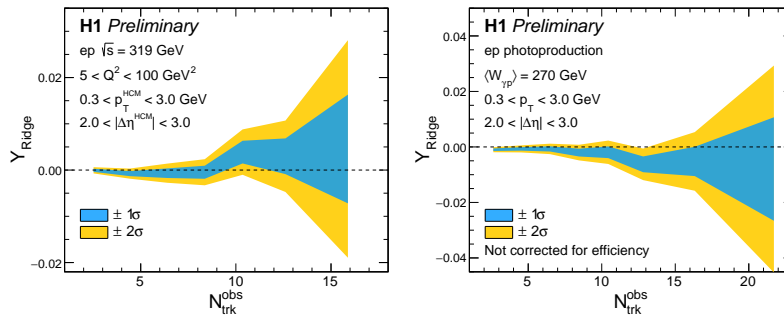 H1 Preliminary
ep √s = 319 GeV
5 < Q² < 100 GeV²
0.3 < p_T^HCM < 3.0 GeV
2.0 < |Δη^HCM| < 3.0
Y_Ridge
0.02
0.00
−0.02
± 1σ
± 2σ
5
10
15
N_trk^obs
H1 Preliminary
ep photoproduction
⟨W_γp⟩ = 270 GeV
0.3 < p_T < 3.0 GeV
2.0 < |Δη| < 3.0
Y_Ridge
0.04
0.02
−0.000
−0.02
−0.04
± 1σ
± 2σ
Not corrected for efficiency
5
10
15
20
N_trk^obs